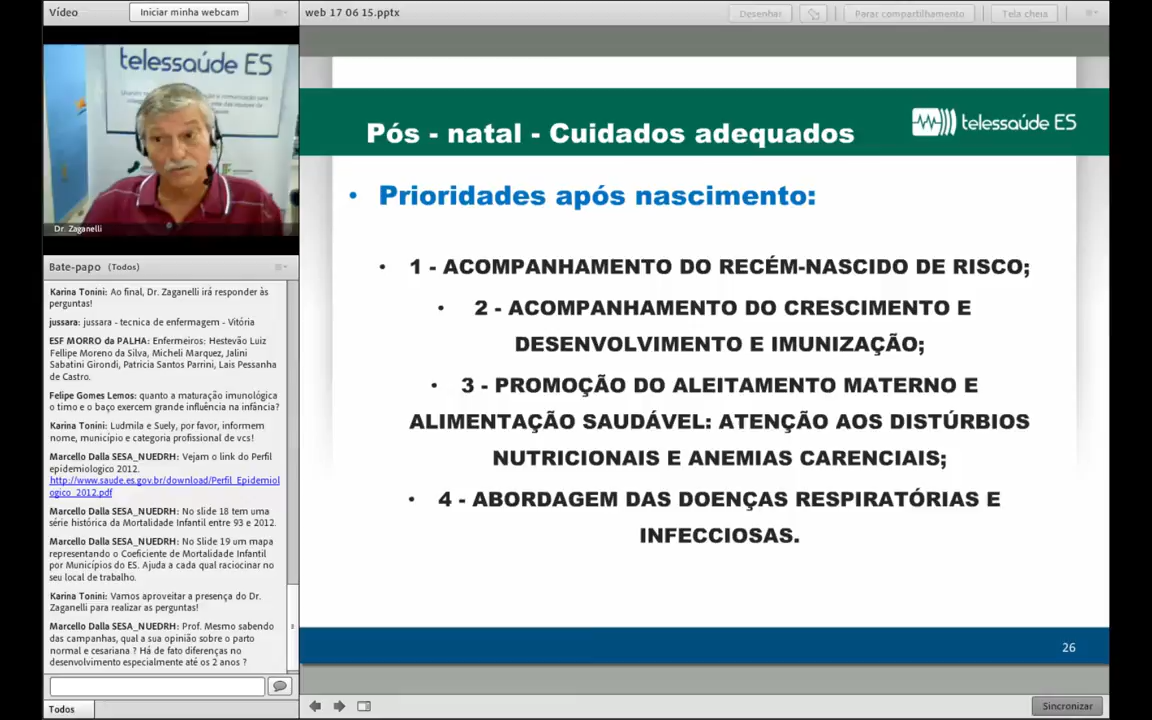 Vídeo
Iniciar minha webcam
web 17 06 15.pptx
Desenhar
Parar compartilhamento
Tela cheia
telessaúde ES
Dr. Zaganelli
Bate-papo (Todos)
Karina Tonini: Ao final, Dr. Zaganelli irá responder às
perguntas!
jussara: jussara - tecnica de enfermagem - Vitória
ESF MORRO da PALHA: Enfermeiros: Hestevão Luiz
Fellipe Moreno da Silva, Micheli Marquez, Jalini
Sabatini Girondi, Patricia Santos Parrini, Lais Pessanha
de Castro.
Felipe Gomes Lemos: quanto a maturação imunológica
o timo e o baço exercem grande influência na infância?
Karina Tonini: Ludmila e Suely, por favor, informem
nome, município e categoria profissional de vcs!
Marcello Dalla SESA_NUEDRH: Vejam o link do Perfil
epidemiologico 2012.
http://www.saude.es.gov.br/download/Perfil_Epidemiol
ogico_2012.pdf
Marcello Dalla SESA_NUEDRH: No slide 18 tem uma
série histórica da Mortalidade Infantil entre 93 e 2012.
Marcello Dalla SESA_NUEDRH: No Slide 19 um mapa
representando o Coeficiente de Mortalidade Infantil
por Municípios do ES. Ajuda a cada qual raciocinar no
seu local de trabalho.
Karina Tonini: Vamos aproveitar a presença do Dr.
Zaganelli para realizar as perguntas!
Marcello Dalla SESA_NUEDRH: Prof. Mesmo sabendo
das campanhas, qual a sua opinião sobre o parto
normal e cesariana ? Há de fato diferenças no
desenvolvimento especialmente até os 2 anos ?
Todos
Pós - natal - Cuidados adequados
telessaúde ES
• Prioridades após nascimento:
• 1 - ACOMPANHAMENTO DO RECÉM-NASCIDO DE RISCO;
• 2 - ACOMPANHAMENTO DO CRESCIMENTO E
DESENVOLVIMENTO E IMUNIZAÇÃO;
• 3 - PROMOÇÃO DO ALEITAMENTO MATERNO E
ALIMENTAÇÃO SAUDÁVEL: ATENÇÃO AOS DISTÚRBIOS
NUTRICIONAIS E ANEMIAS CARENCIAIS;
• 4 - ABORDAGEM DAS DOENÇAS RESPIRATÓRIAS E
INFECCIOSAS.
26
Sincronizar